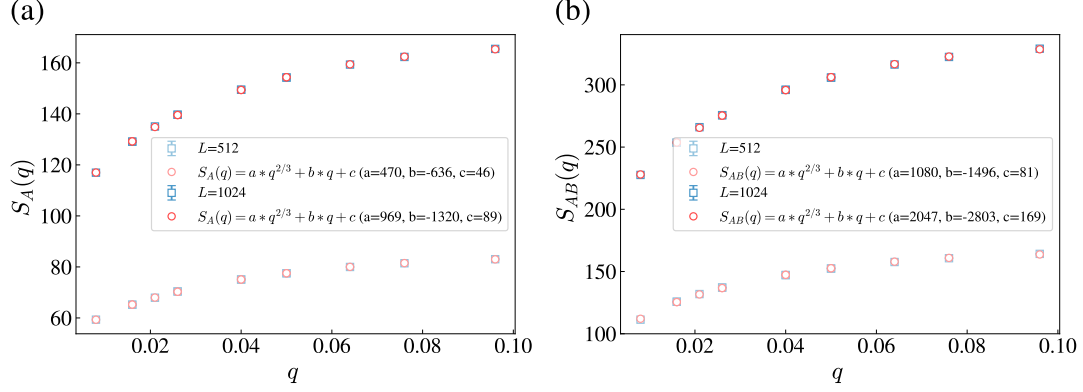 (a)
S_A(q)
160
140
120
100
80
60
L=512
S_A(q) = a * q^{2/3} + b * q + c (a=470, b=-636, c=46)
L=1024
S_A(q) = a * q^{2/3} + b * q + c (a=969, b=-1320, c=89)
0.02 0.04 0.06 0.08 0.10
q
(b)
S_{AB}(q)
300
250
200
150
100
L=512
S_{AB}(q) = a * q^{2/3} + b * q + c (a=1080, b=-1496, c=81)
L=1024
S_{AB}(q) = a * q^{2/3} + b * q + c (a=2047, b=-2803, c=169)
0.02 0.04 0.06 0.08 0.10
q